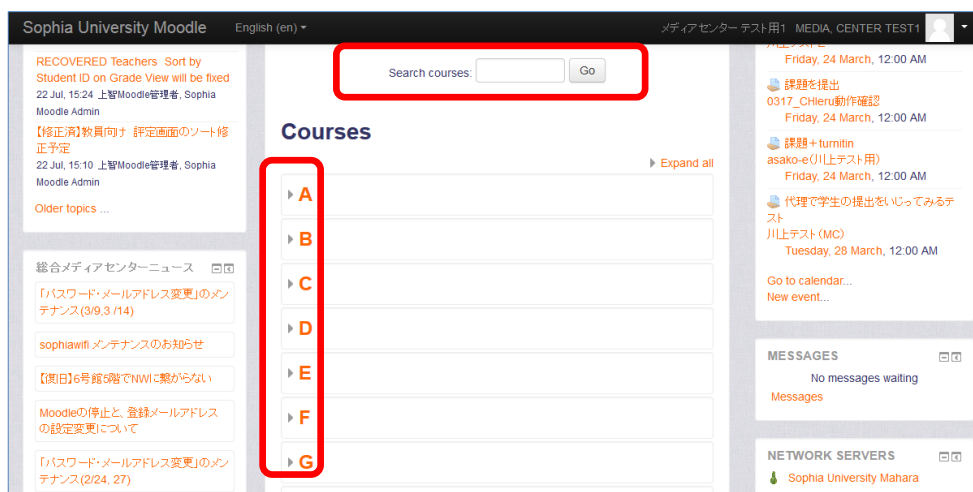 Sophia University Moodle
English (en)
メディアセンター テスト用1 MEDIA, CENTER TEST1
RECOVERED Teachers Sort by
Student ID on Grade View will be fixed
22 Jul, 15:24 上智Moodle管理者, Sophia
Moodle Admin
【修正済】教員向け 評定画面のソート修
正予定
22 Jul, 15:10 上智Moodle管理者, Sophia
Moodle Admin
Older topics ...
総合メディアセンターニュース
「パスワード・メールアドレス変更」のメン
テナンス(3/9,3 /14)
sophiawifi メンテナンスのお知らせ
【復旧】6号館5階でNWに繋がらない
Moodleの停止と、登録メールアドレス
の設定変更について
「パスワード・メールアドレス変更」のメン
テナンス(2/24, 27)
Search courses:
Go
Courses
Expand all
A
B
C
D
E
F
G
Friday, 24 March, 12:00 AM
課題を提出
0317_CHIeru動作確認
Friday, 24 March, 12:00 AM
課題＋turnitin
asako-e(川上テスト用)
Friday, 24 March, 12:00 AM
代理で学生の提出をいじってみるテ
スト
川上テスト(MC)
Tuesday, 28 March, 12:00 AM
Go to calendar...
New event...
MESSAGES
No messages waiting
Messages
NETWORK SERVERS
Sophia University Mahara